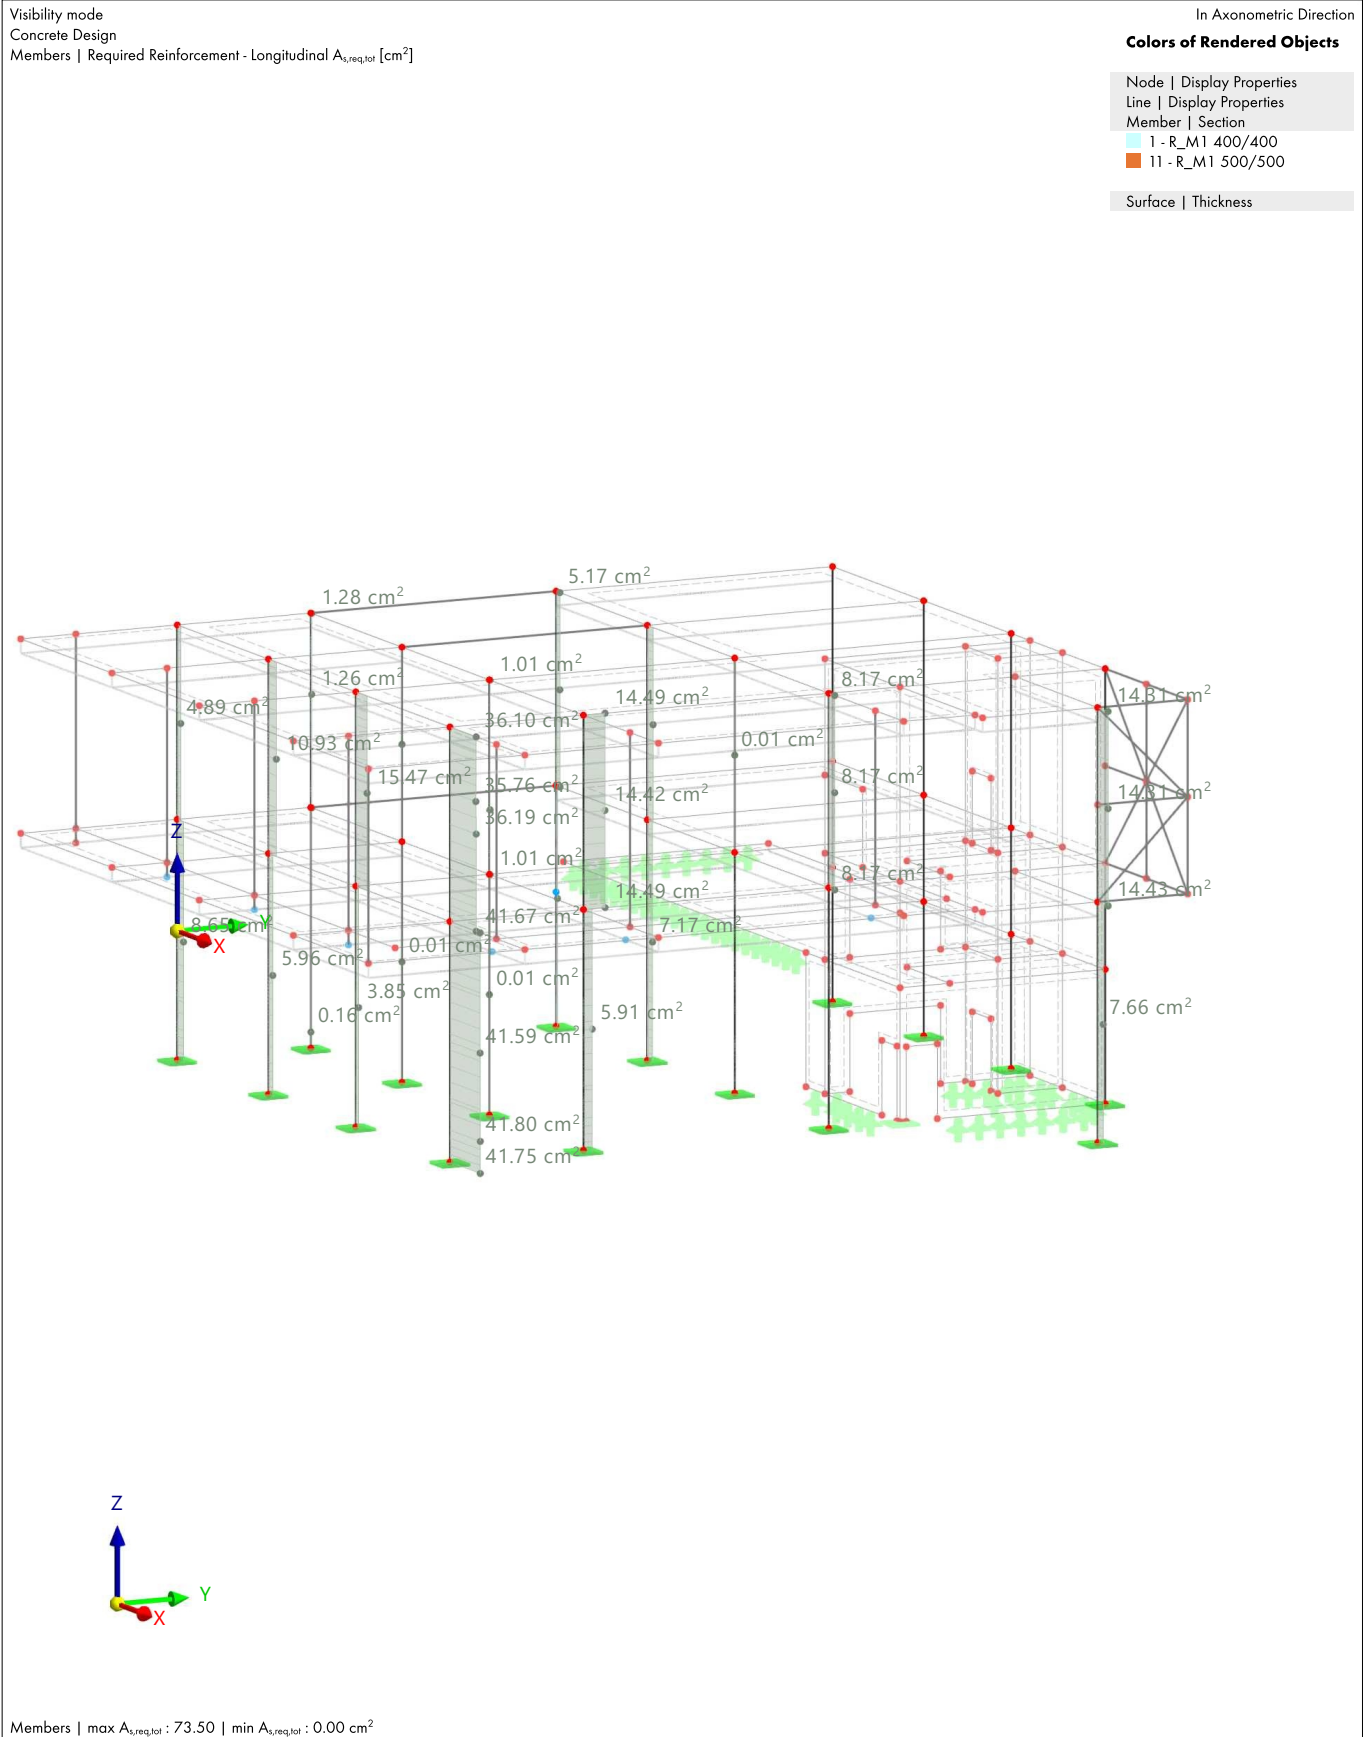 Visibility mode
In Axonometric Direction
Concrete Design
Members | Required Reinforcement - Longitudinal As,req,tot [cm²]
Colors of Rendered Objects
Node | Display Properties
Line | Display Properties
Member | Section
1 - R_M1 400/400
11 - R_M1 500/500
Surface | Thickness
5.17 cm²
1.28 cm²
1.01 cm²
1.26 cm²
8.17 cm²
14.49 cm²
14.31 cm²
4.89 cm²
36.10 cm²
10.93 cm²
0.01 cm²
15.47 cm²
8.17 cm²
35.76 cm²
14.42 cm²
14.31 cm²
36.19 cm²
Z
1.01 cm²
8.17 cm²
14.49 cm²
14.43 cm²
41.67 cm²
8.65 cm²
Y
7.17 cm²
X
0.01 cm²
5.96 cm²
0.01 cm²
3.85 cm²
0.16 cm²
5.91 cm²
7.66 cm²
41.59 cm²
41.80 cm²
41.75 cm²
Z
Y
X
Members | max As,req,tot : 73.50 | min As,req,tot : 0.00 cm²